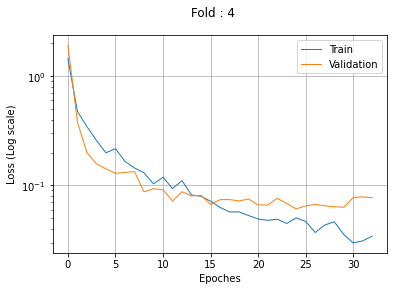 Fold : 4
Train
Validation
Loss (Log scale)
10⁰
10⁻¹
0 5 10 15 20 25 30
Epoches